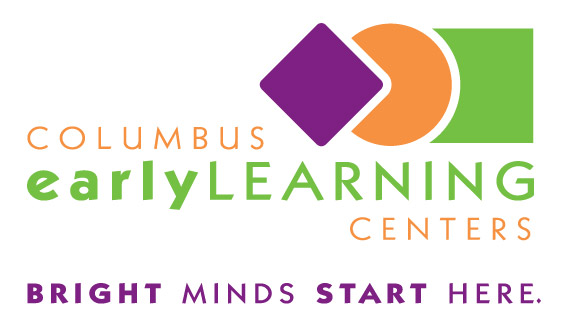 COLUMBUS
earlyLEARNING
CENTERS
BRIGHT MINDS START HERE.